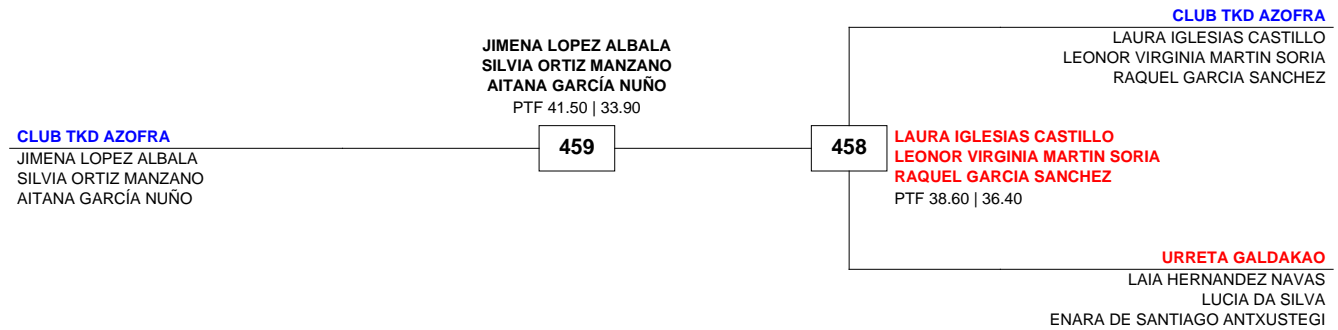 CLUB TKD AZOFRA
JIMENA LOPEZ ALBALA
SILVIA ORTIZ MANZANO
AITANA GARCÍA NUÑO
JIMENA LOPEZ ALBALA
SILVIA ORTIZ MANZANO
AITANA GARCÍA NUÑO
PTF 41.50 | 33.90
459
458
LAURA IGLESIAS CASTILLO
LEONOR VIRGINIA MARTIN SORIA
RAQUEL GARCIA SANCHEZ
PTF 38.60 | 36.40
CLUB TKD AZOFRA
LAURA IGLESIAS CASTILLO
LEONOR VIRGINIA MARTIN SORIA
RAQUEL GARCIA SANCHEZ
URRETA GALDAKAO
LAIA HERNANDEZ NAVAS
LUCIA DA SILVA
ENARA DE SANTIAGO ANTXUSTEGI